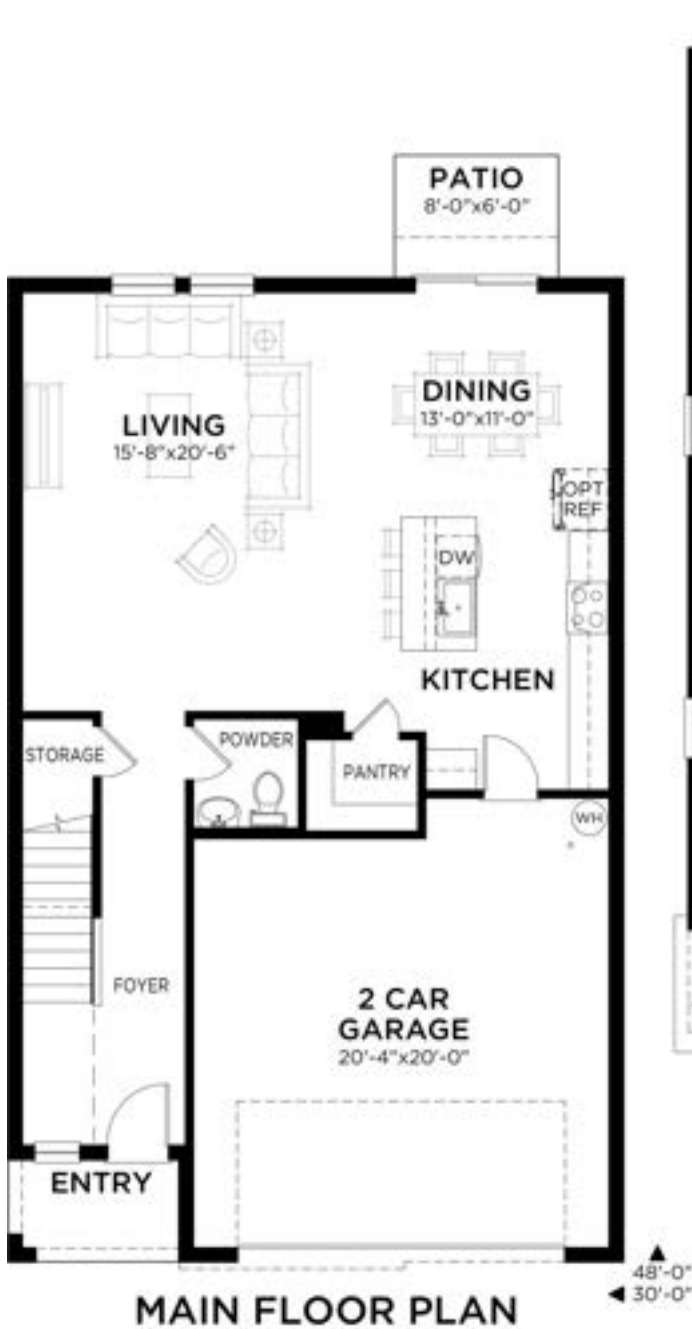 PATIO
8'-0"x6'-0"
LIVING
15'-8"x20'-6"
DINING
13'-0"x11'-0"
OPT
REF
DW
KITCHEN
STORAGE
POWDER
PANTRY
WH
FOYER
2 CAR
GARAGE
20'-4"x20'-0"
ENTRY
48'-0"
30'-0"
MAIN FLOOR PLAN